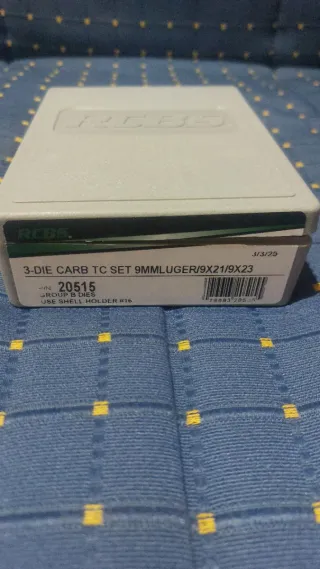 RCBS
RCBS
3/3/20
3-DIE CARB TC SET 9MMLUGER/9X21/9X23
P/N: 20515
GROUP B DIES
USE SHELL HOLDER #16